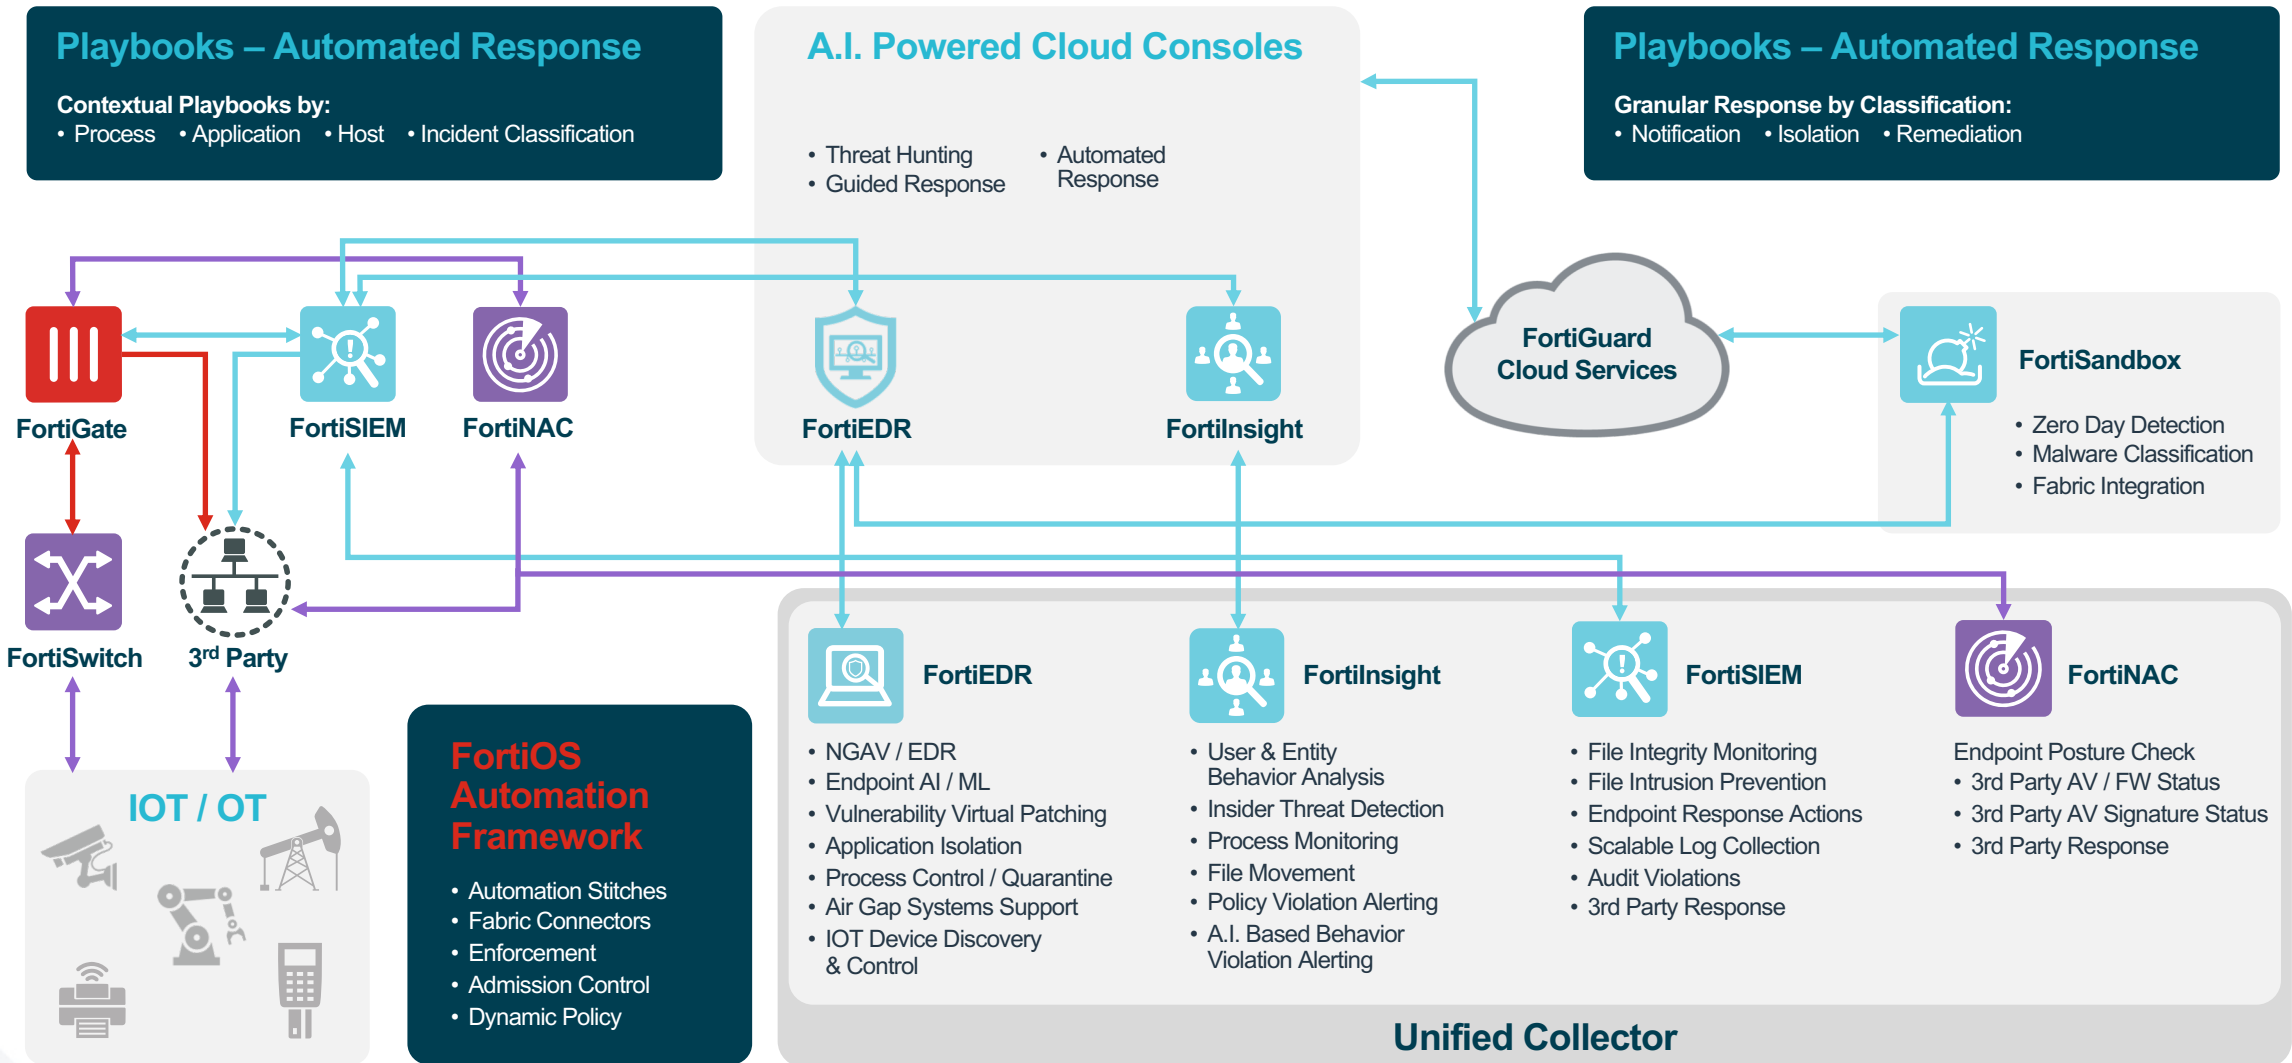 Playbooks – Automated Response
Contextual Playbooks by:
• Process • Application • Host • Incident Classification
A.I. Powered Cloud Consoles
• Threat Hunting
• Guided Response
• Automated
Response
Playbooks – Automated Response
Granular Response by Classification:
• Notification • Isolation • Remediation
FortiGate
FortiSIEM
FortiNAC
FortiEDR
FortiInsight
FortiGuard
Cloud Services
FortiSandbox
• Zero Day Detection
• Malware Classification
• Fabric Integration
FortiSwitch
3rd Party
IOT / OT
FortiOS
Automation
Framework
• Automation Stitches
• Fabric Connectors
• Enforcement
• Admission Control
• Dynamic Policy
FortiEDR
• NGAV / EDR
• Endpoint AI / ML
• Vulnerability Virtual Patching
• Application Isolation
• Process Control / Quarantine
• Air Gap Systems Support
• IOT Device Discovery
& Control
FortiInsight
• User & Entity
Behavior Analysis
• Insider Threat Detection
• Process Monitoring
• File Movement
• Policy Violation Alerting
• A.I. Based Behavior
Violation Alerting
FortiSIEM
• File Integrity Monitoring
• File Intrusion Prevention
• Endpoint Response Actions
• Scalable Log Collection
• Audit Violations
• 3rd Party Response
FortiNAC
Endpoint Posture Check
• 3rd Party AV / FW Status
• 3rd Party AV Signature Status
• 3rd Party Response
Unified Collector